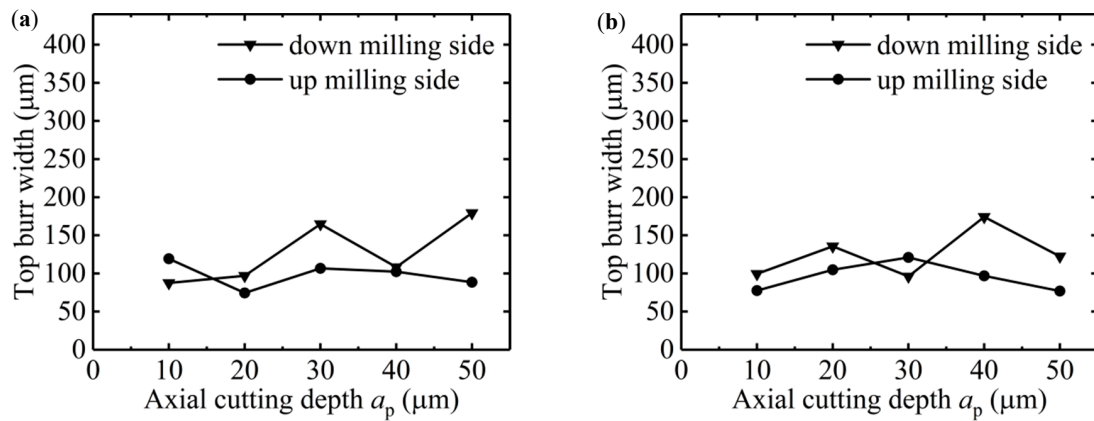 (a)
down milling side
up milling side
Top burr width (μm)
400
350
300
250
200
150
100
50
0
0 10 20 30 40 50
Axial cutting depth ap (μm)
(b)
down milling side
up milling side
Top burr width (μm)
400
350
300
250
200
150
100
50
0
0 10 20 30 40 50
Axial cutting depth ap (μm)